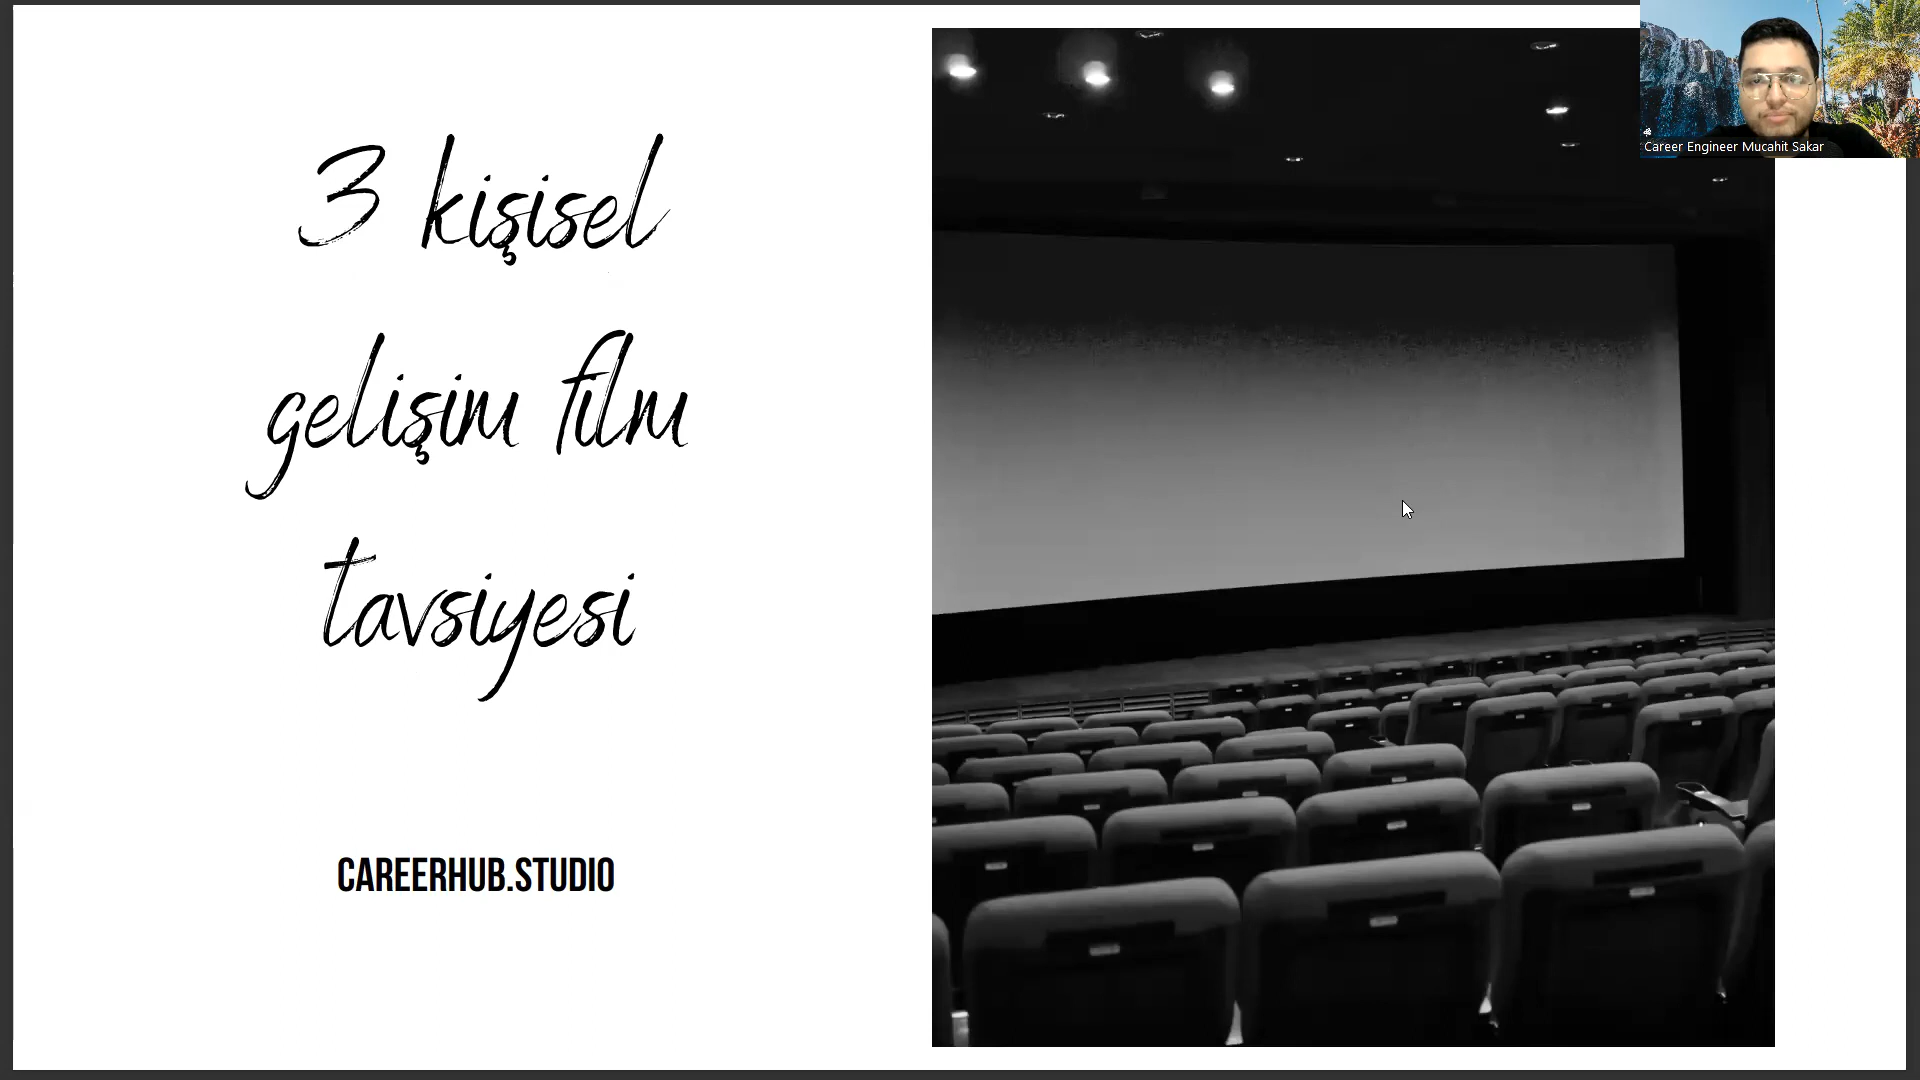 3 kişisel
gelişim film
tavsiyesi
CAREERHUB.STUDIO
Career Engineer Mucahit Sakar